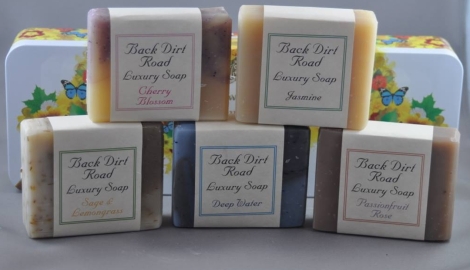 Back Dirt
Road
Luxury Soap
Cherry
Blossom
Back Dirt
Road
Luxury Soap
Jasmine
Back Dirt
Road
Luxury Soap
Sage &
Lemongrass
Back Dirt
Road
Luxury Soap
Deep Water
Back Dirt
Road
Luxury Soap
Passionfruit
Rose